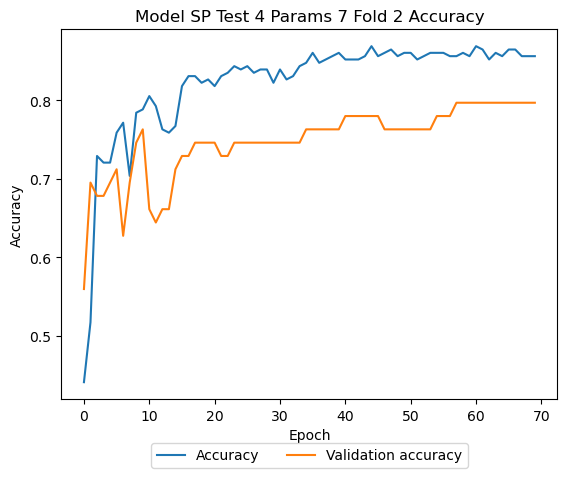 Model SP Test 4 Params 7 Fold 2 Accuracy
Accuracy
0.8
0.7
0.6
0.5
0 10 20 30 40 50 60 70
Epoch
Accuracy Validation accuracy